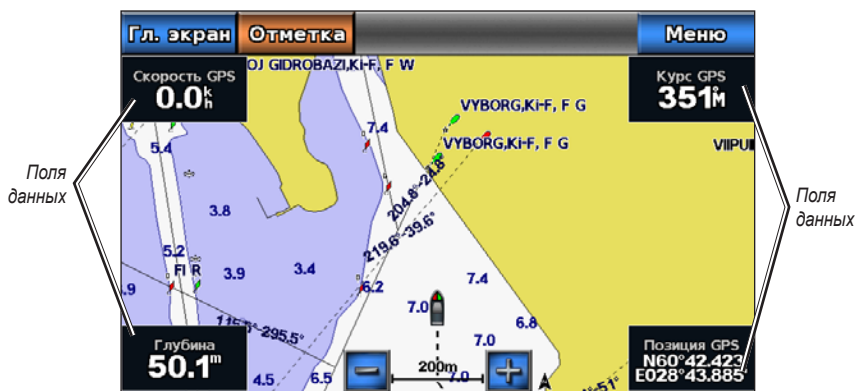 Гл. экран
Отметка
Меню
Скорость GPS
0.0 k h
Курс GPS
351°M
OJ GIDROBAZI,Ki-F, F W
VYBORG,Ki-F, F G
VYBORG,Ki-F, F G
VIIPU
7.4
5.4
Поля
данных
Поля
данных
204.8°-24.8°
3.8
219.6°-39.6°
5.2
Fl R
3.9
3.4
7.4
.9
6.2
7.0
6.8
295.5°
7.0
Глубина
50.1m
Позиция GPS
N60°42.423
E028°43.885'
200m
4.5
6.5
7.0
-51°